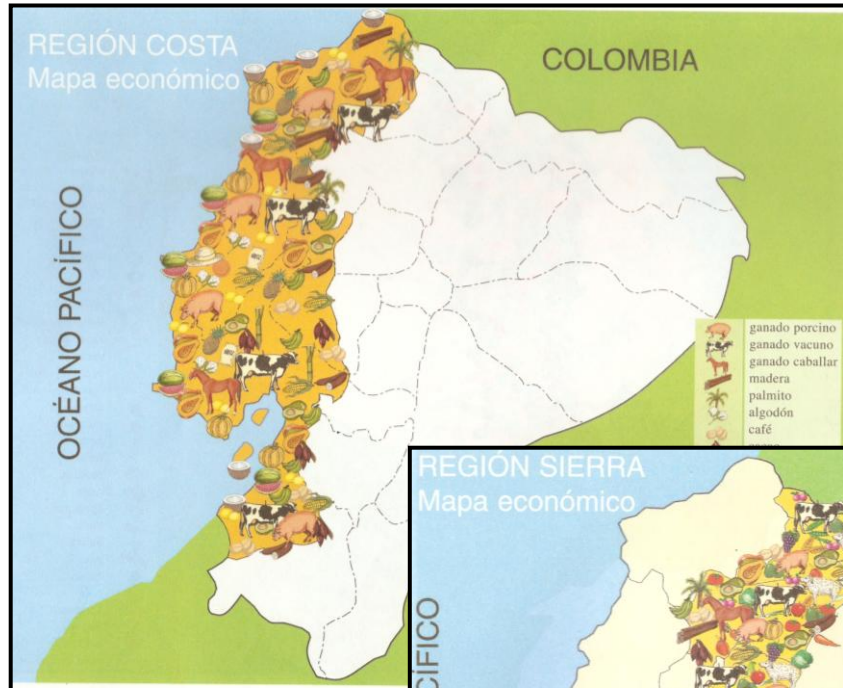 REGIÓN COSTA
Mapa económico
COLOMBIA
OCÉANO PACÍFICO
ganado porcino
ganado vacuno
ganado caballar
madera
palmito
algodón
café
REGIÓN SIERRA
Mapa económico
CÍFICO